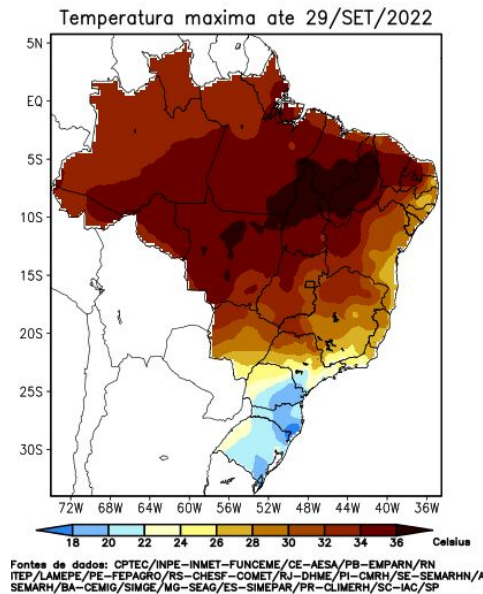 Temperatura maxima ate 29/SET/2022
5N
EQ
5S
10S
15S
20S
25S
30S
72W 68W 64W 60W 56W 52W 48W 44W 40W 36W
18 20 22 24 26 28 30 32 34 36 Celsius
Fontes de dados: CPTEC/INPE-INMET-FUNCEME/CE-AESA/PB-EMPARN/RN
ITEP/LAMEPE/PE-FEPAGRO/RS-CHESF-COMET/RJ-DHME/PI-CMRH/SE-SEMARHN/A
SEMARH/BA-CEMIG/SIMGE/MG-SEAG/ES-SIMEPAR/PR-CLIMERH/SC-IAC/SP